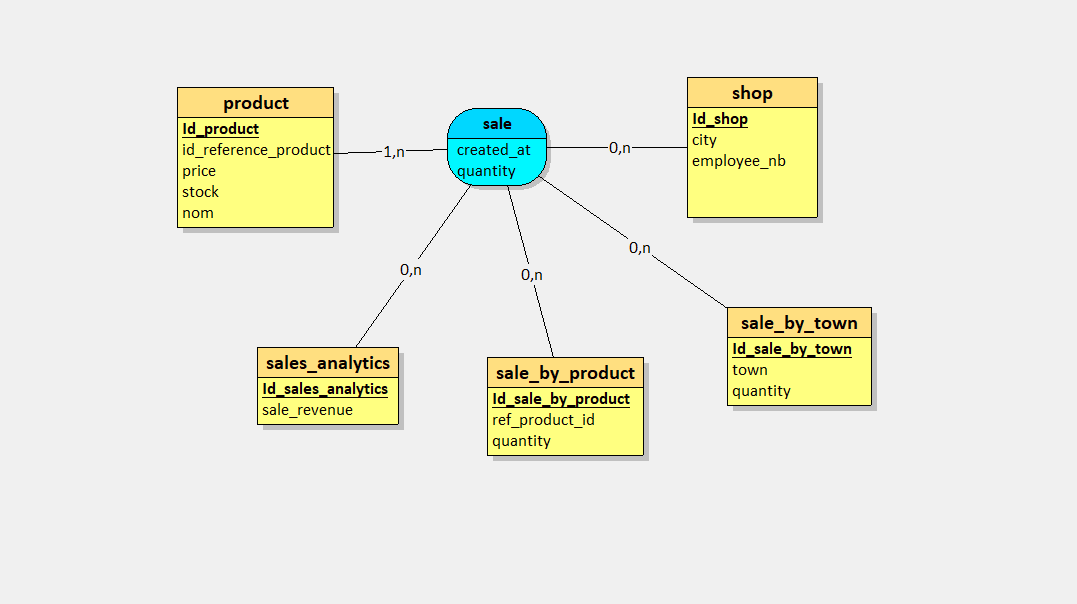 product
Id_product
id_reference_product
price
stock
nom
1,n
sale
created_at
quantity
0,n
shop
Id_shop
city
employee_nb
0,n
0,n
0,n
sales_analytics
Id_sales_analytics
sale_revenue
sale_by_product
Id_sale_by_product
ref_product_id
quantity
sale_by_town
Id_sale_by_town
town
quantity